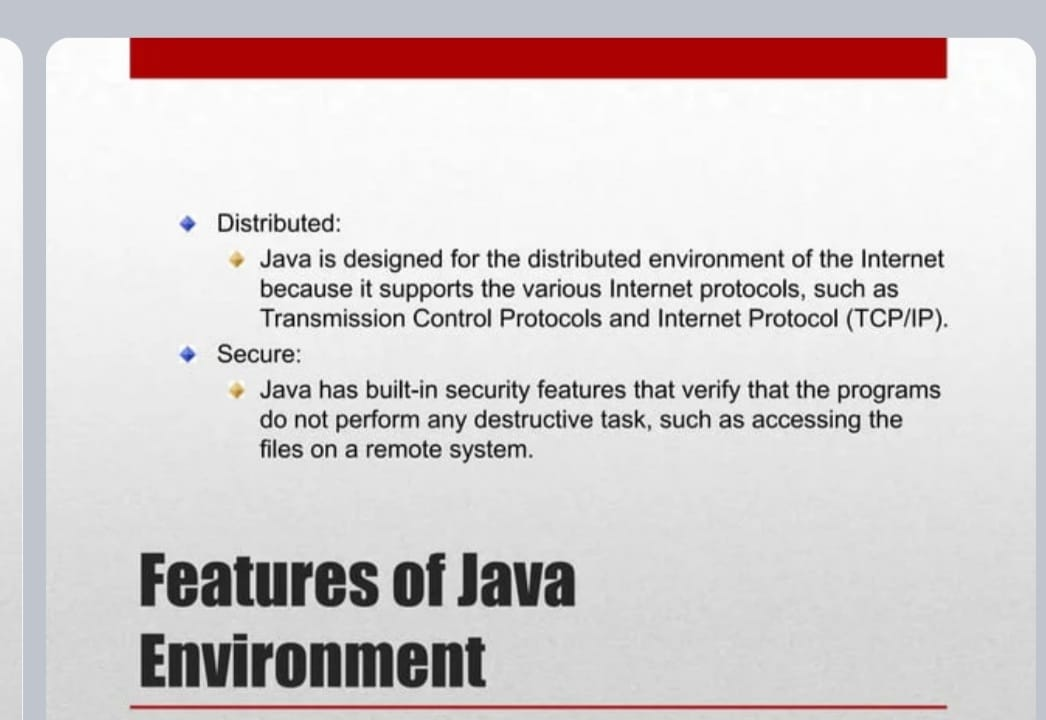 Distributed:
Java is designed for the distributed environment of the Internet
because it supports the various Internet protocols, such as
Transmission Control Protocols and Internet Protocol (TCP/IP).
Secure:
Java has built-in security features that verify that the programs
do not perform any destructive task, such as accessing the
files on a remote system.
Features of Java
Environment